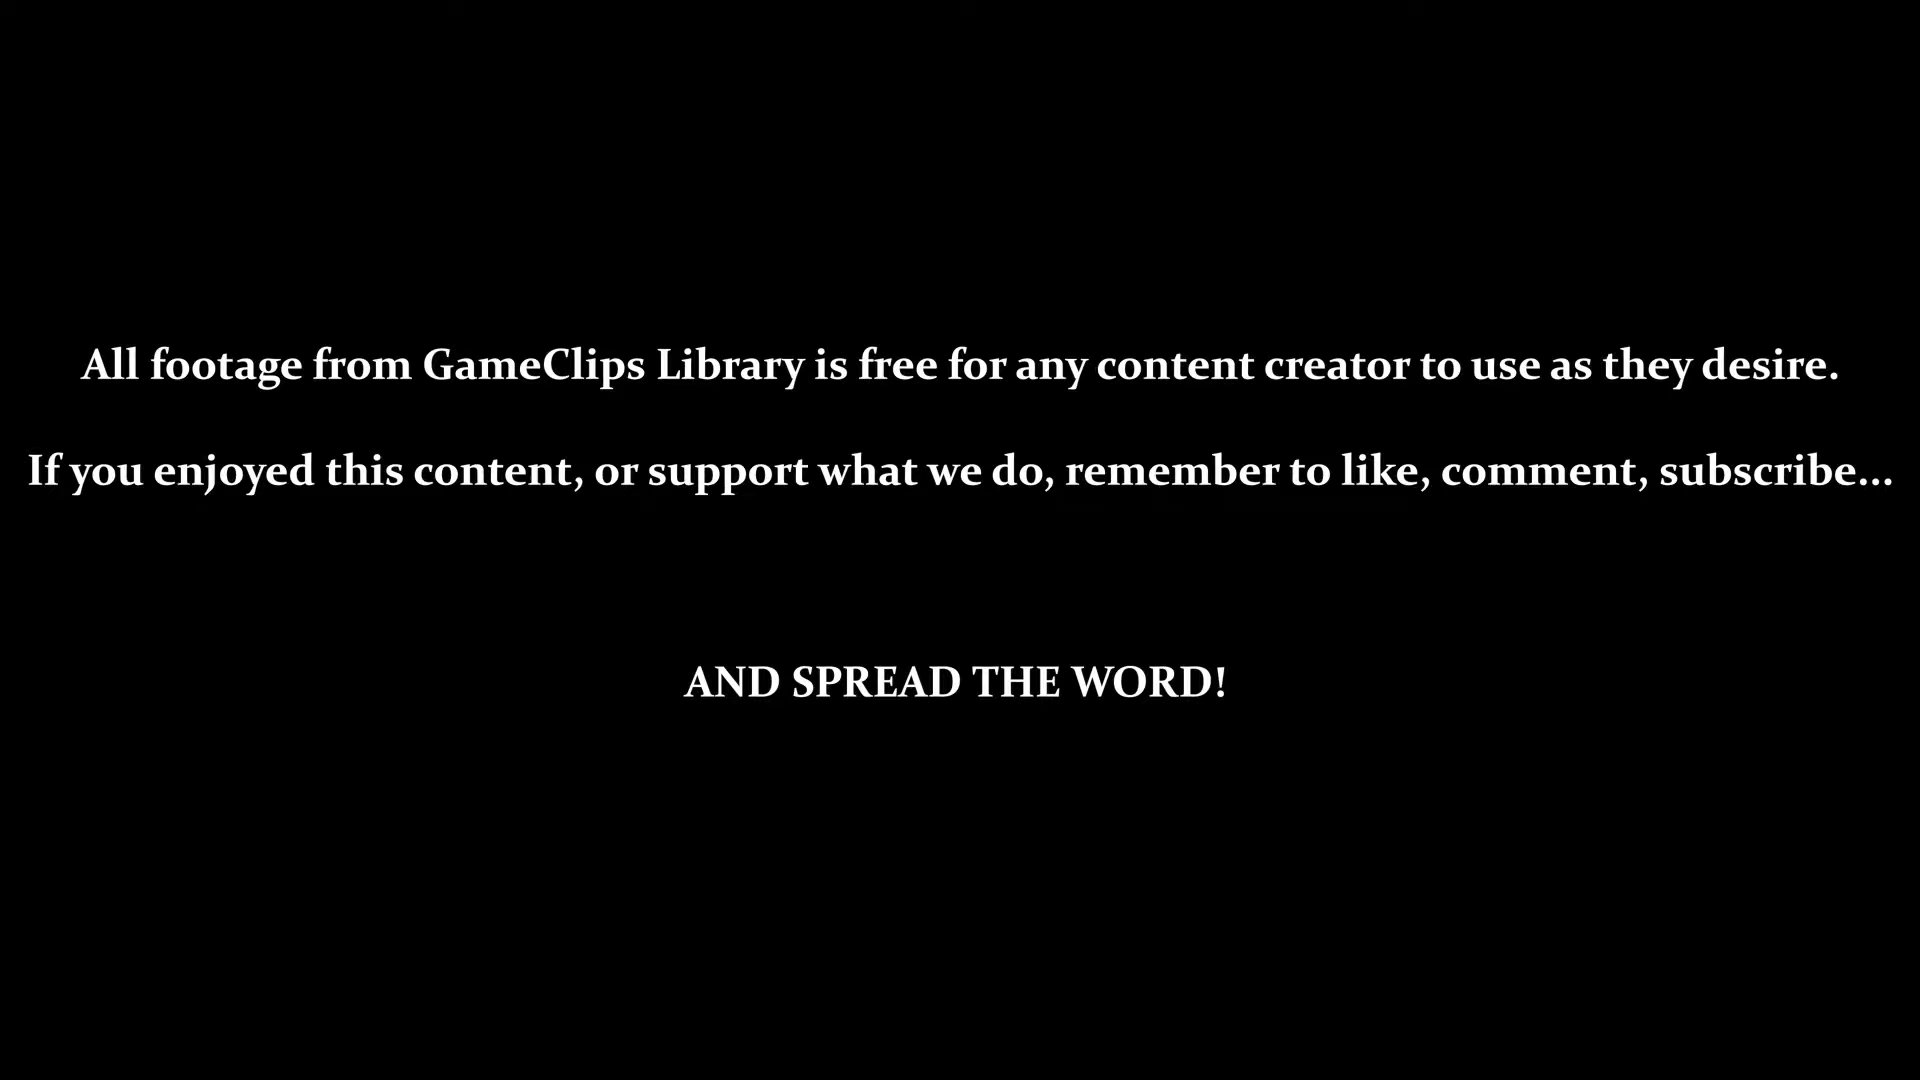 All footage from GameClips Library is free for any content creator to use as they desire.
If you enjoyed this content, or support what we do, remember to like, comment, subscribe...
AND SPREAD THE WORD!